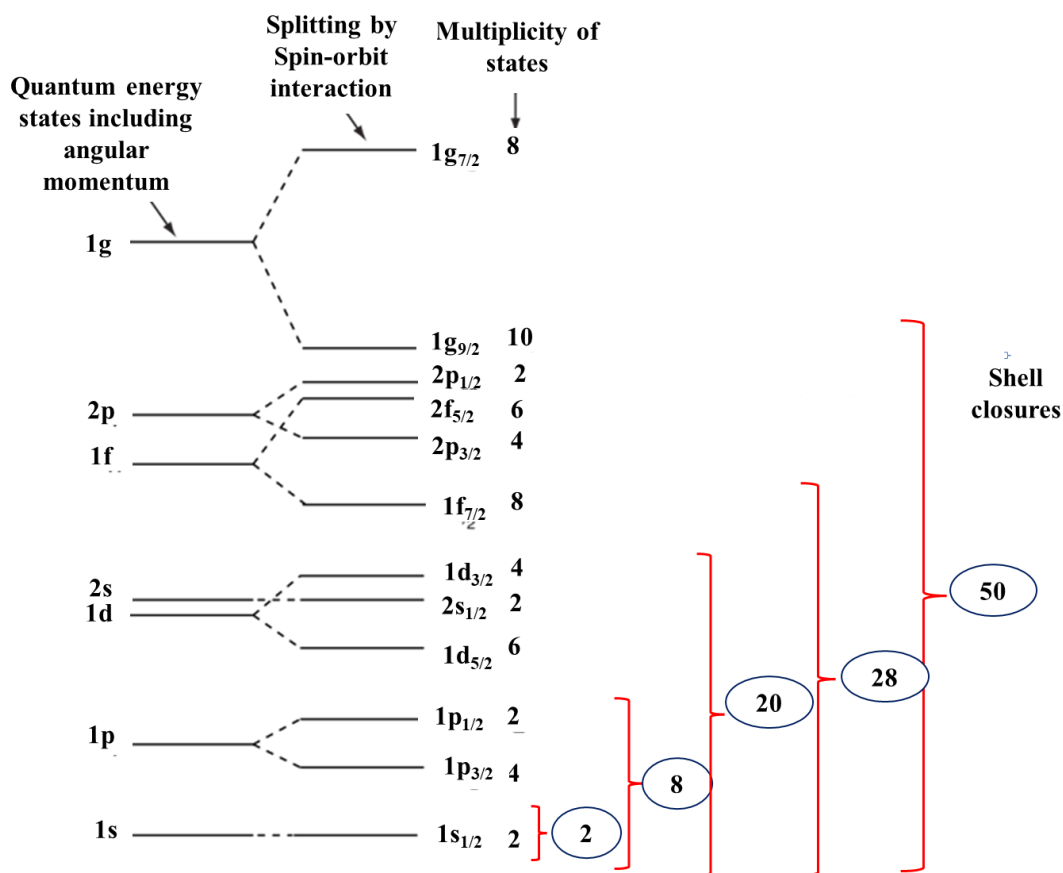 Splitting by
Spin-orbit
interaction
Multiplicity of
states
Quantum energy
states including
angular
momentum
1g7/2 8
1g
1g9/2 10
2p1/2 2
2p
2f5/2 6
2p3/2 4
1f
1f7/2 8
Shell
closures
1d3/2 4
2s
2s1/2 2
1d
1d5/2 6
50
28
20
1p1/2 2
1p
1p3/2 4
8
1s
1s1/2 2
2